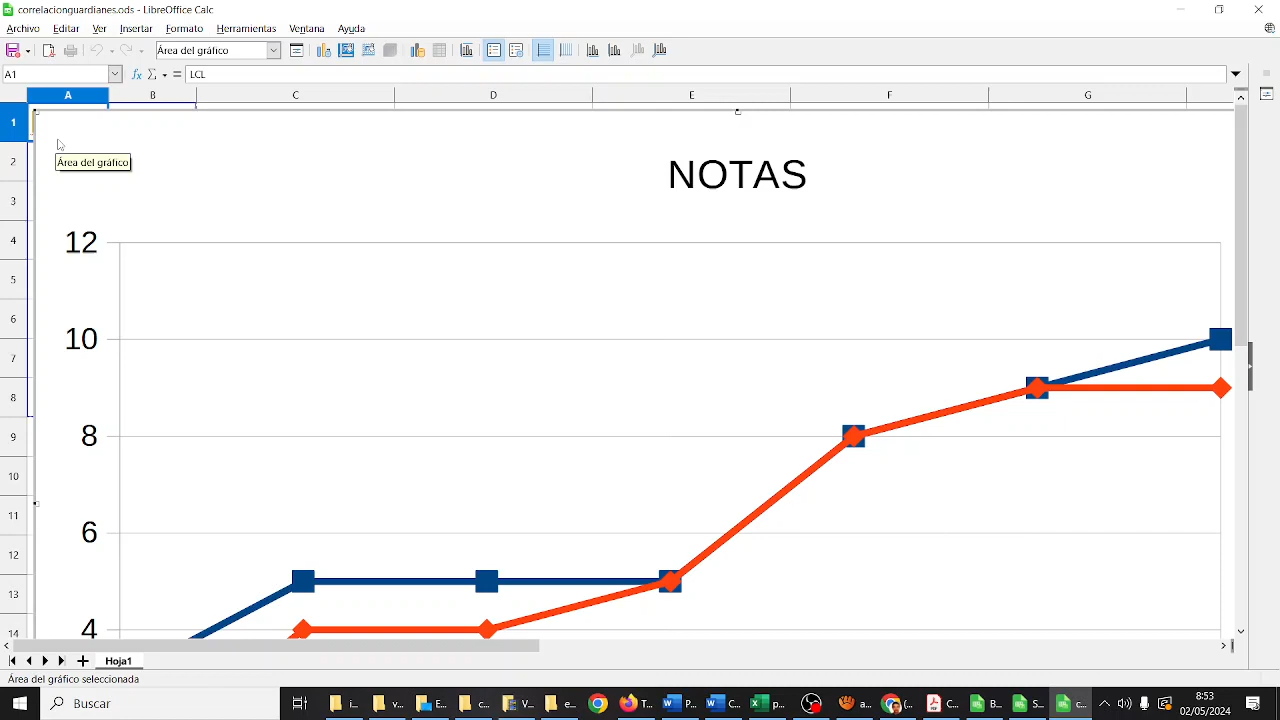 correlacionguardianes.ods - LibreOffice Calc
Archivo Editar Ver Insertar Formato Herramientas Ventana Ayuda
Área del gráfico
A1 fx Σ = LCL
A B C D E F G
1
2
3
4
5
6
7
8
9
10
11
12
13
14
Área del gráfico
NOTAS
12
10
8
6
4
Hoja1
Área del gráfico seleccionada
Buscar
i... v... E... c... V... e... T... P... C... p... a... C... B... S... c...
8:53
02/05/2024